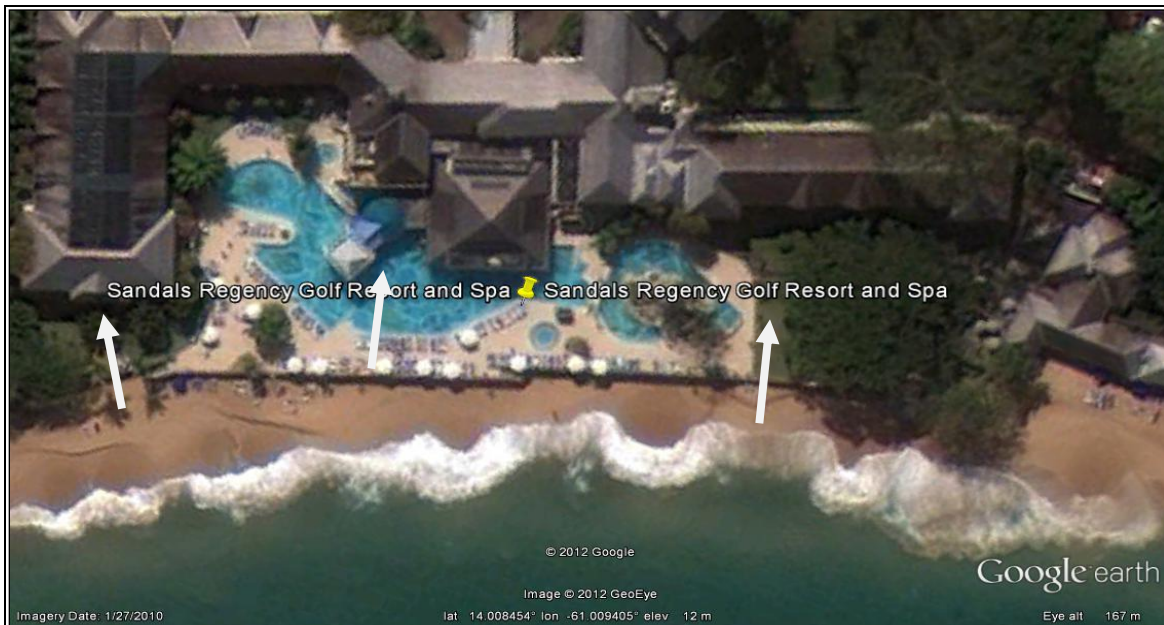 Sandals Regency Golf Resort and Spa Sandals Regency Golf Resort and Spa
© 2012 Google
Google earth
Image © 2012 GeoEye
Imagery Date: 1/27/2010 lat 14.008454° lon -61.009405° elev 12 m Eye alt 167 m